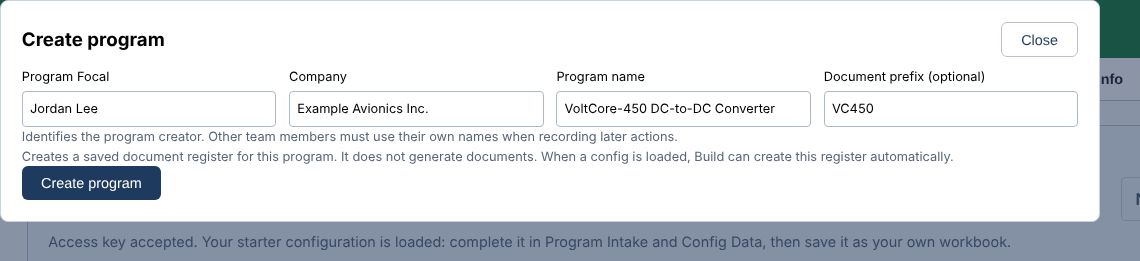 Create program
Close
Program Focal
Company
Program name
Document prefix (optional)
Jordan Lee
Example Avionics Inc.
VoltCore-450 DC-to-DC Converter
VC450
Identifies the program creator. Other team members must use their own names when recording later actions.
Creates a saved document register for this program. It does not generate documents. When a config is loaded, Build can create this register automatically.
Create program
Access key accepted. Your starter configuration is loaded: complete it in Program Intake and Config Data, then save it as your own workbook.